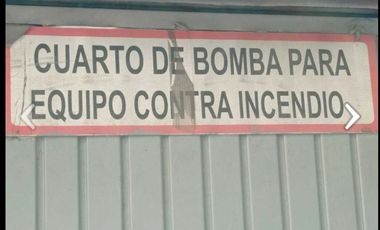 CUARTO DE BOMBA PARA
EQUIPO CONTRA INCENDIO